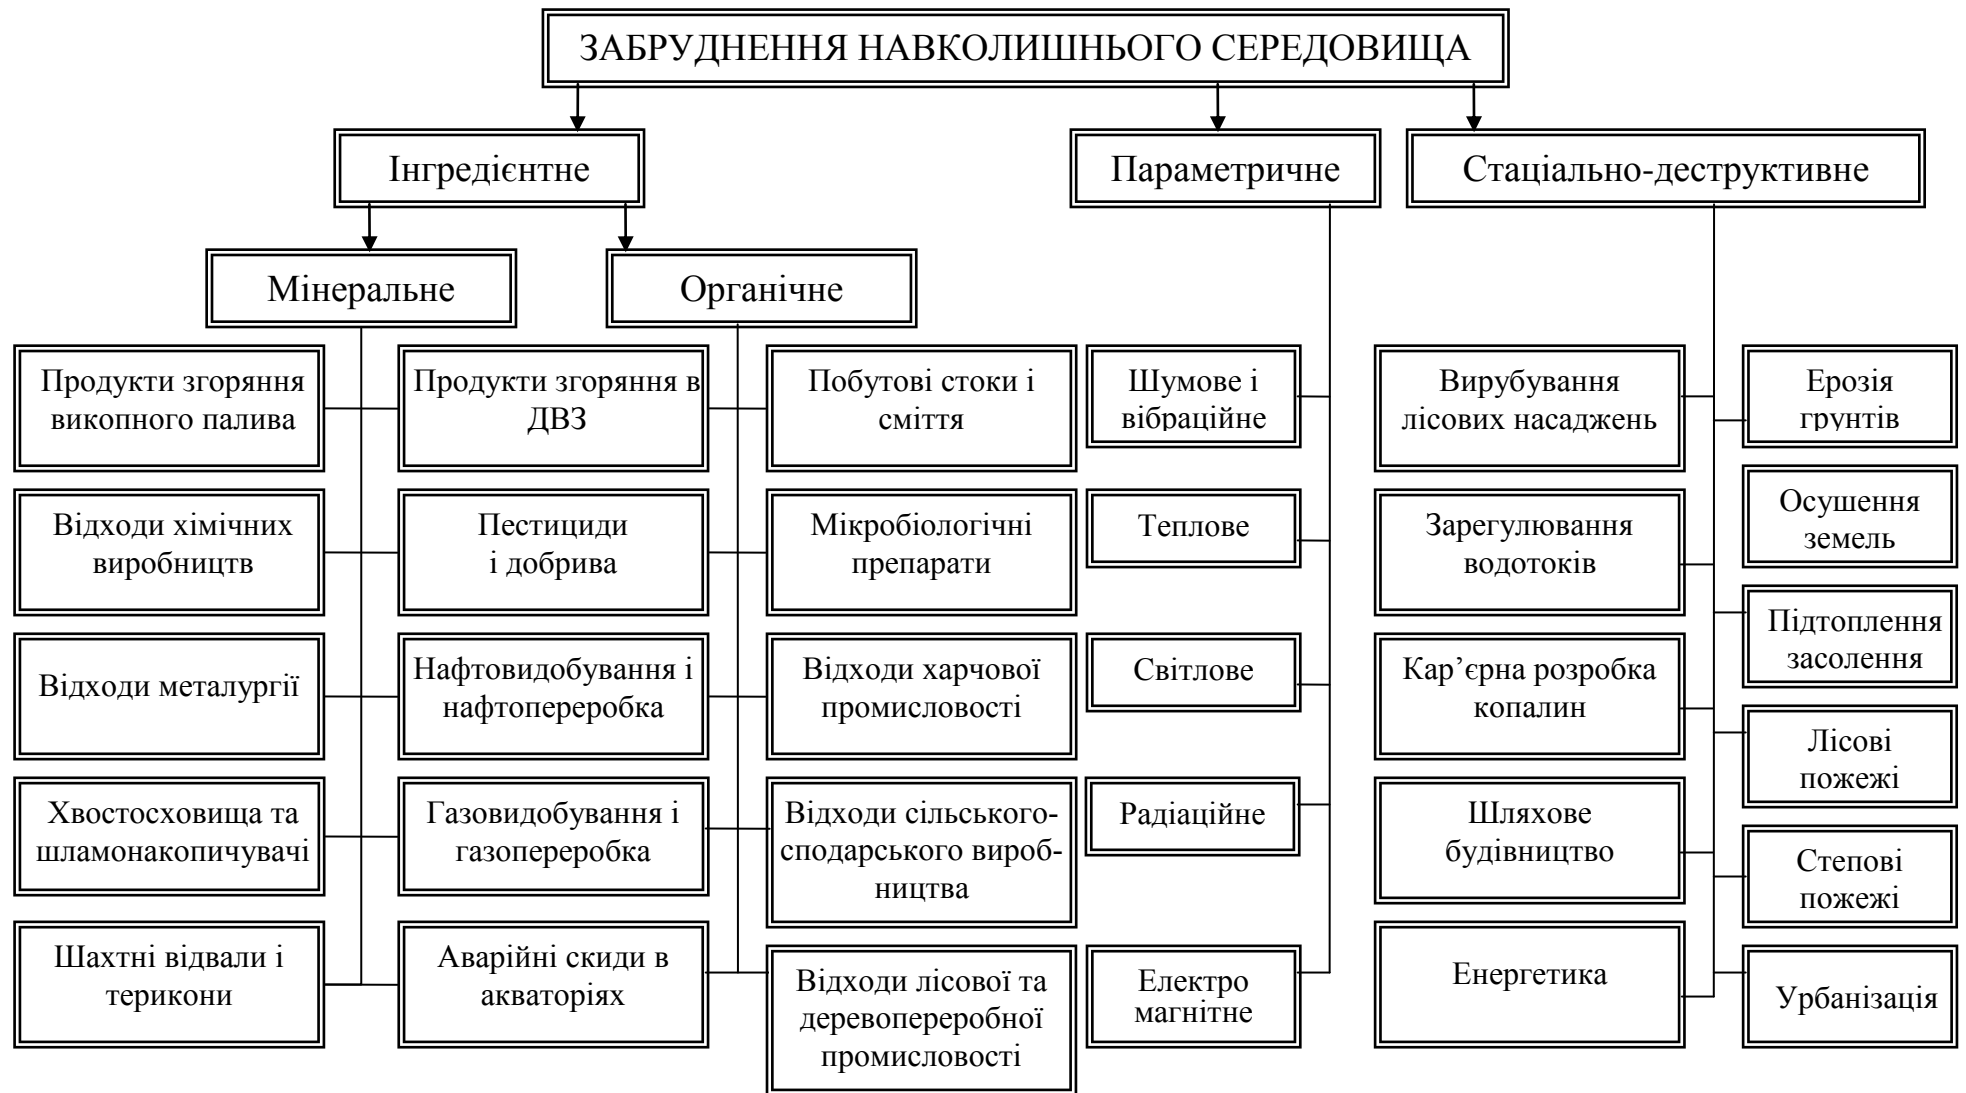 ЗАБРУДНЕННЯ НАВКОЛИШНЬОГО СЕРЕДОВИЩА
Інгредієнтне
Параметричне
Стаціально-деструктивне
Мінеральне
Органічне
Продукти згоряння
викопного палива
Відходи хімічних
виробництв
Відходи металургії
Хвостосховища та
шламонакопичувачі
Шахтні відвали і
терикони
Продукти згоряння в
ДВЗ
Пестициди
і добрива
Нафтовидобування і
нафтопереробка
Газовидобування і
газопереробка
Аварійні скиди в
акваторіях
Побутові стоки і
сміття
Мікробіологічні
препарати
Відходи харчової
промисловості
Відходи сільського-
сподарського вироб-
ництва
Відходи лісової та
деревопереробної
промисловості
Шумове і
вібраційне
Теплове
Світлове
Радіаційне
Електро
магнітне
Вирубування
лісових насаджень
Зарегулювання
водотоків
Кар’єрна розробка
копалин
Шляхове
будівництво
Енергетика
Ерозія
грунтів
Осушення
земель
Підтоплення
засолення
Лісові
пожежі
Степові
пожежі
Урбанізація